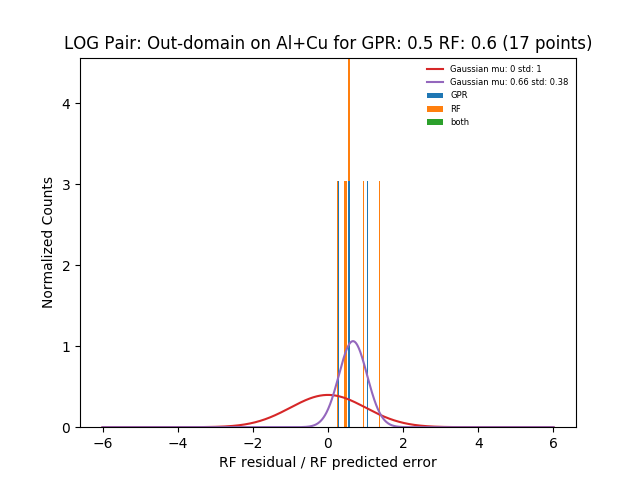 LOG Pair: Out-domain on Al+Cu for GPR: 0.5 RF: 0.6 (17 points)
Gaussian mu: 0 std: 1
Gaussian mu: 0.66 std: 0.38
GPR
RF
both
Normalized Counts
4
3
2
1
0
−6
−4
−2
0
2
4
6
RF residual / RF predicted error